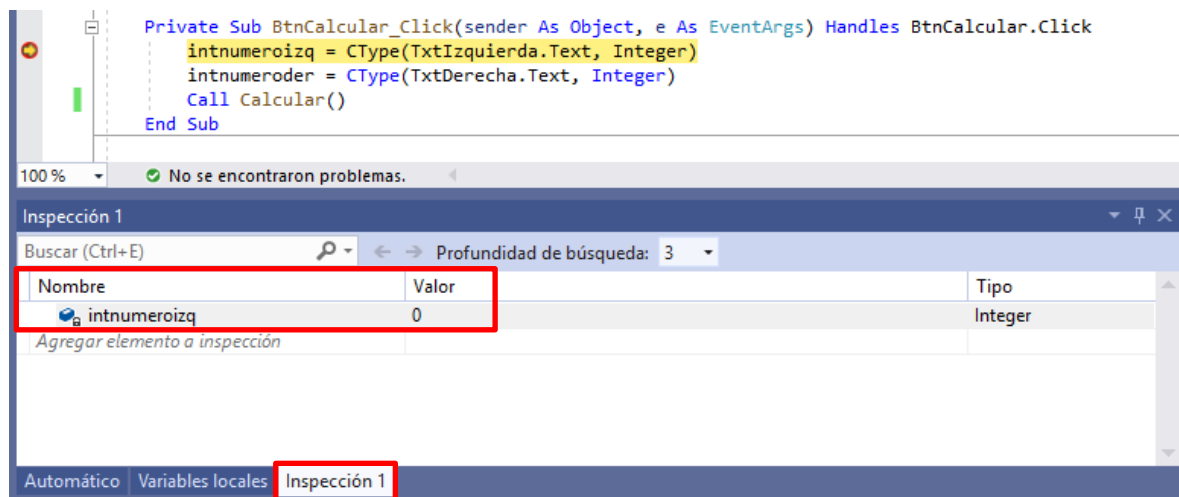 Private Sub BtnCalcular_Click(sender As Object, e As EventArgs) Handles BtnCalcular.Click
intnumeroizq = CType(TxtIzquierda.Text, Integer)
intnumeroder = CType(TxtDerecha.Text, Integer)
Call Calcular()
End Sub
100 % No se encontraron problemas.
Inspección 1
Buscar (Ctrl+E) Profundidad de búsqueda: 3
Nombre Valor Tipo
intnumeroizq 0 Integer
Agregar elemento a inspección
Automático Variables locales Inspección 1